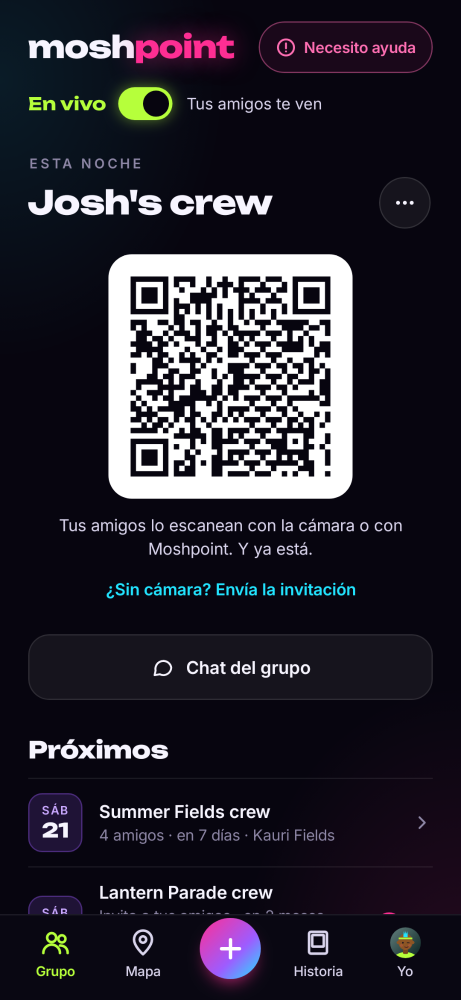 moshpoint
Necesito ayuda
En vivo
Tus amigos te ven
ESTA NOCHE
Josh's crew
Tus amigos lo escanean con la cámara o con
Moshpoint. Y ya está.
¿Sin cámara? Envía la invitación
Chat del grupo
Próximos
SÁB
21
Summer Fields crew
4 amigos · en 7 días · Kauri Fields
SÁB
Lantern Parade crew
Grupo
Mapa
Historia
Yo